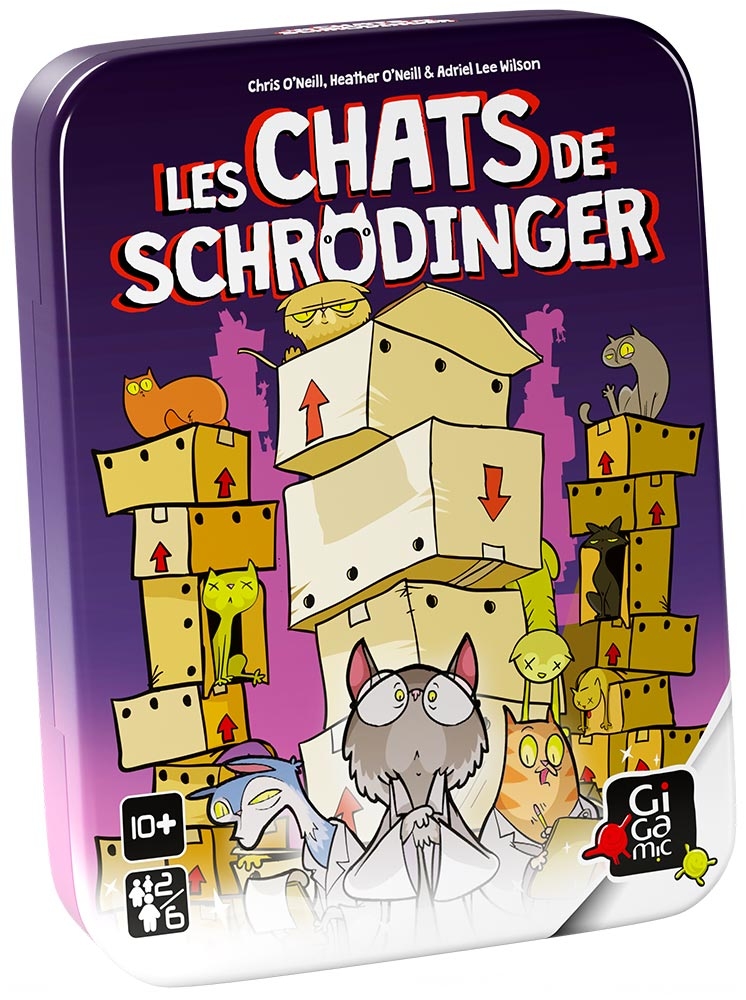 Chris O'Neill, Heather O'Neill & Adriel Lee Wilson
LES CHATS DE
SCHRODINGER
10+
2/6
GiGamic